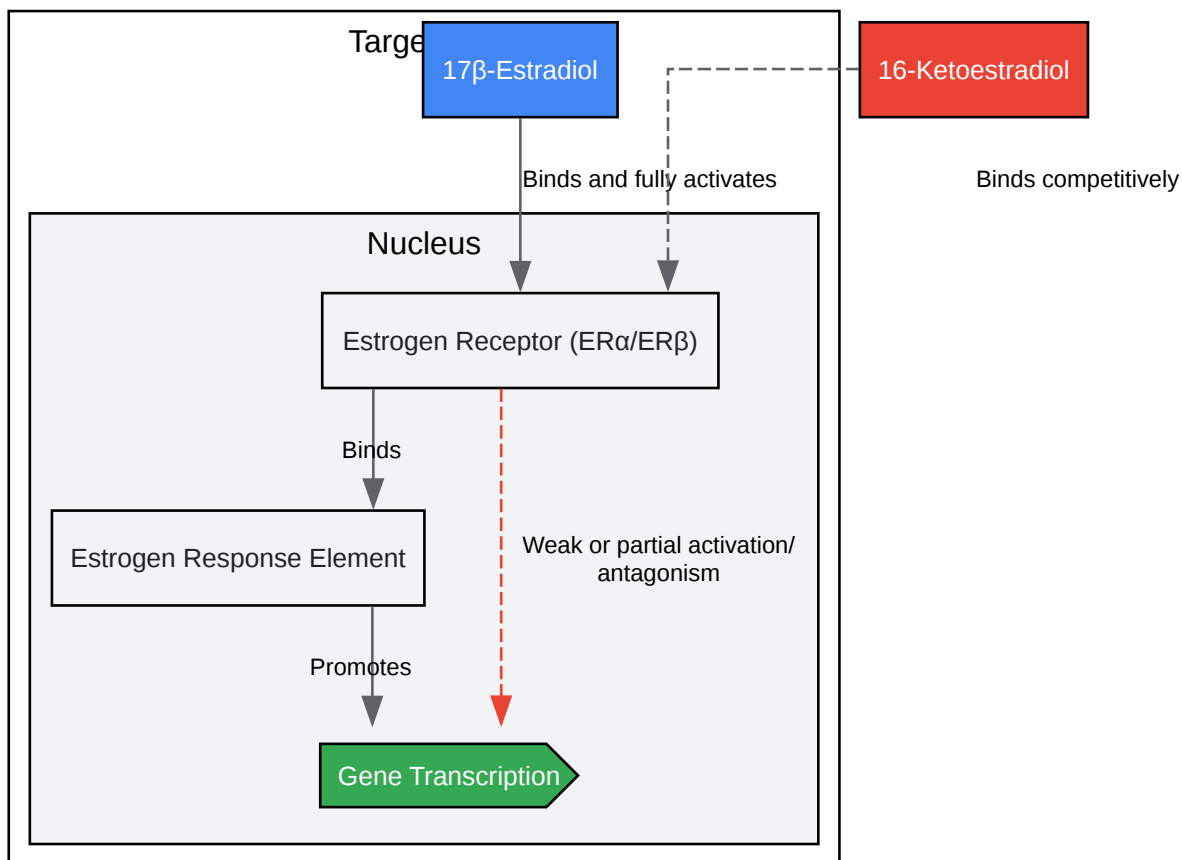 Targe
17β-Estradiol
16-Ketoestradiol
Binds and fully activates
Binds competitively
Nucleus
Estrogen Receptor (ERα/ERβ)
Binds
Estrogen Response Element
Weak or partial activation/
antagonism
Promotes
Gene Transcription